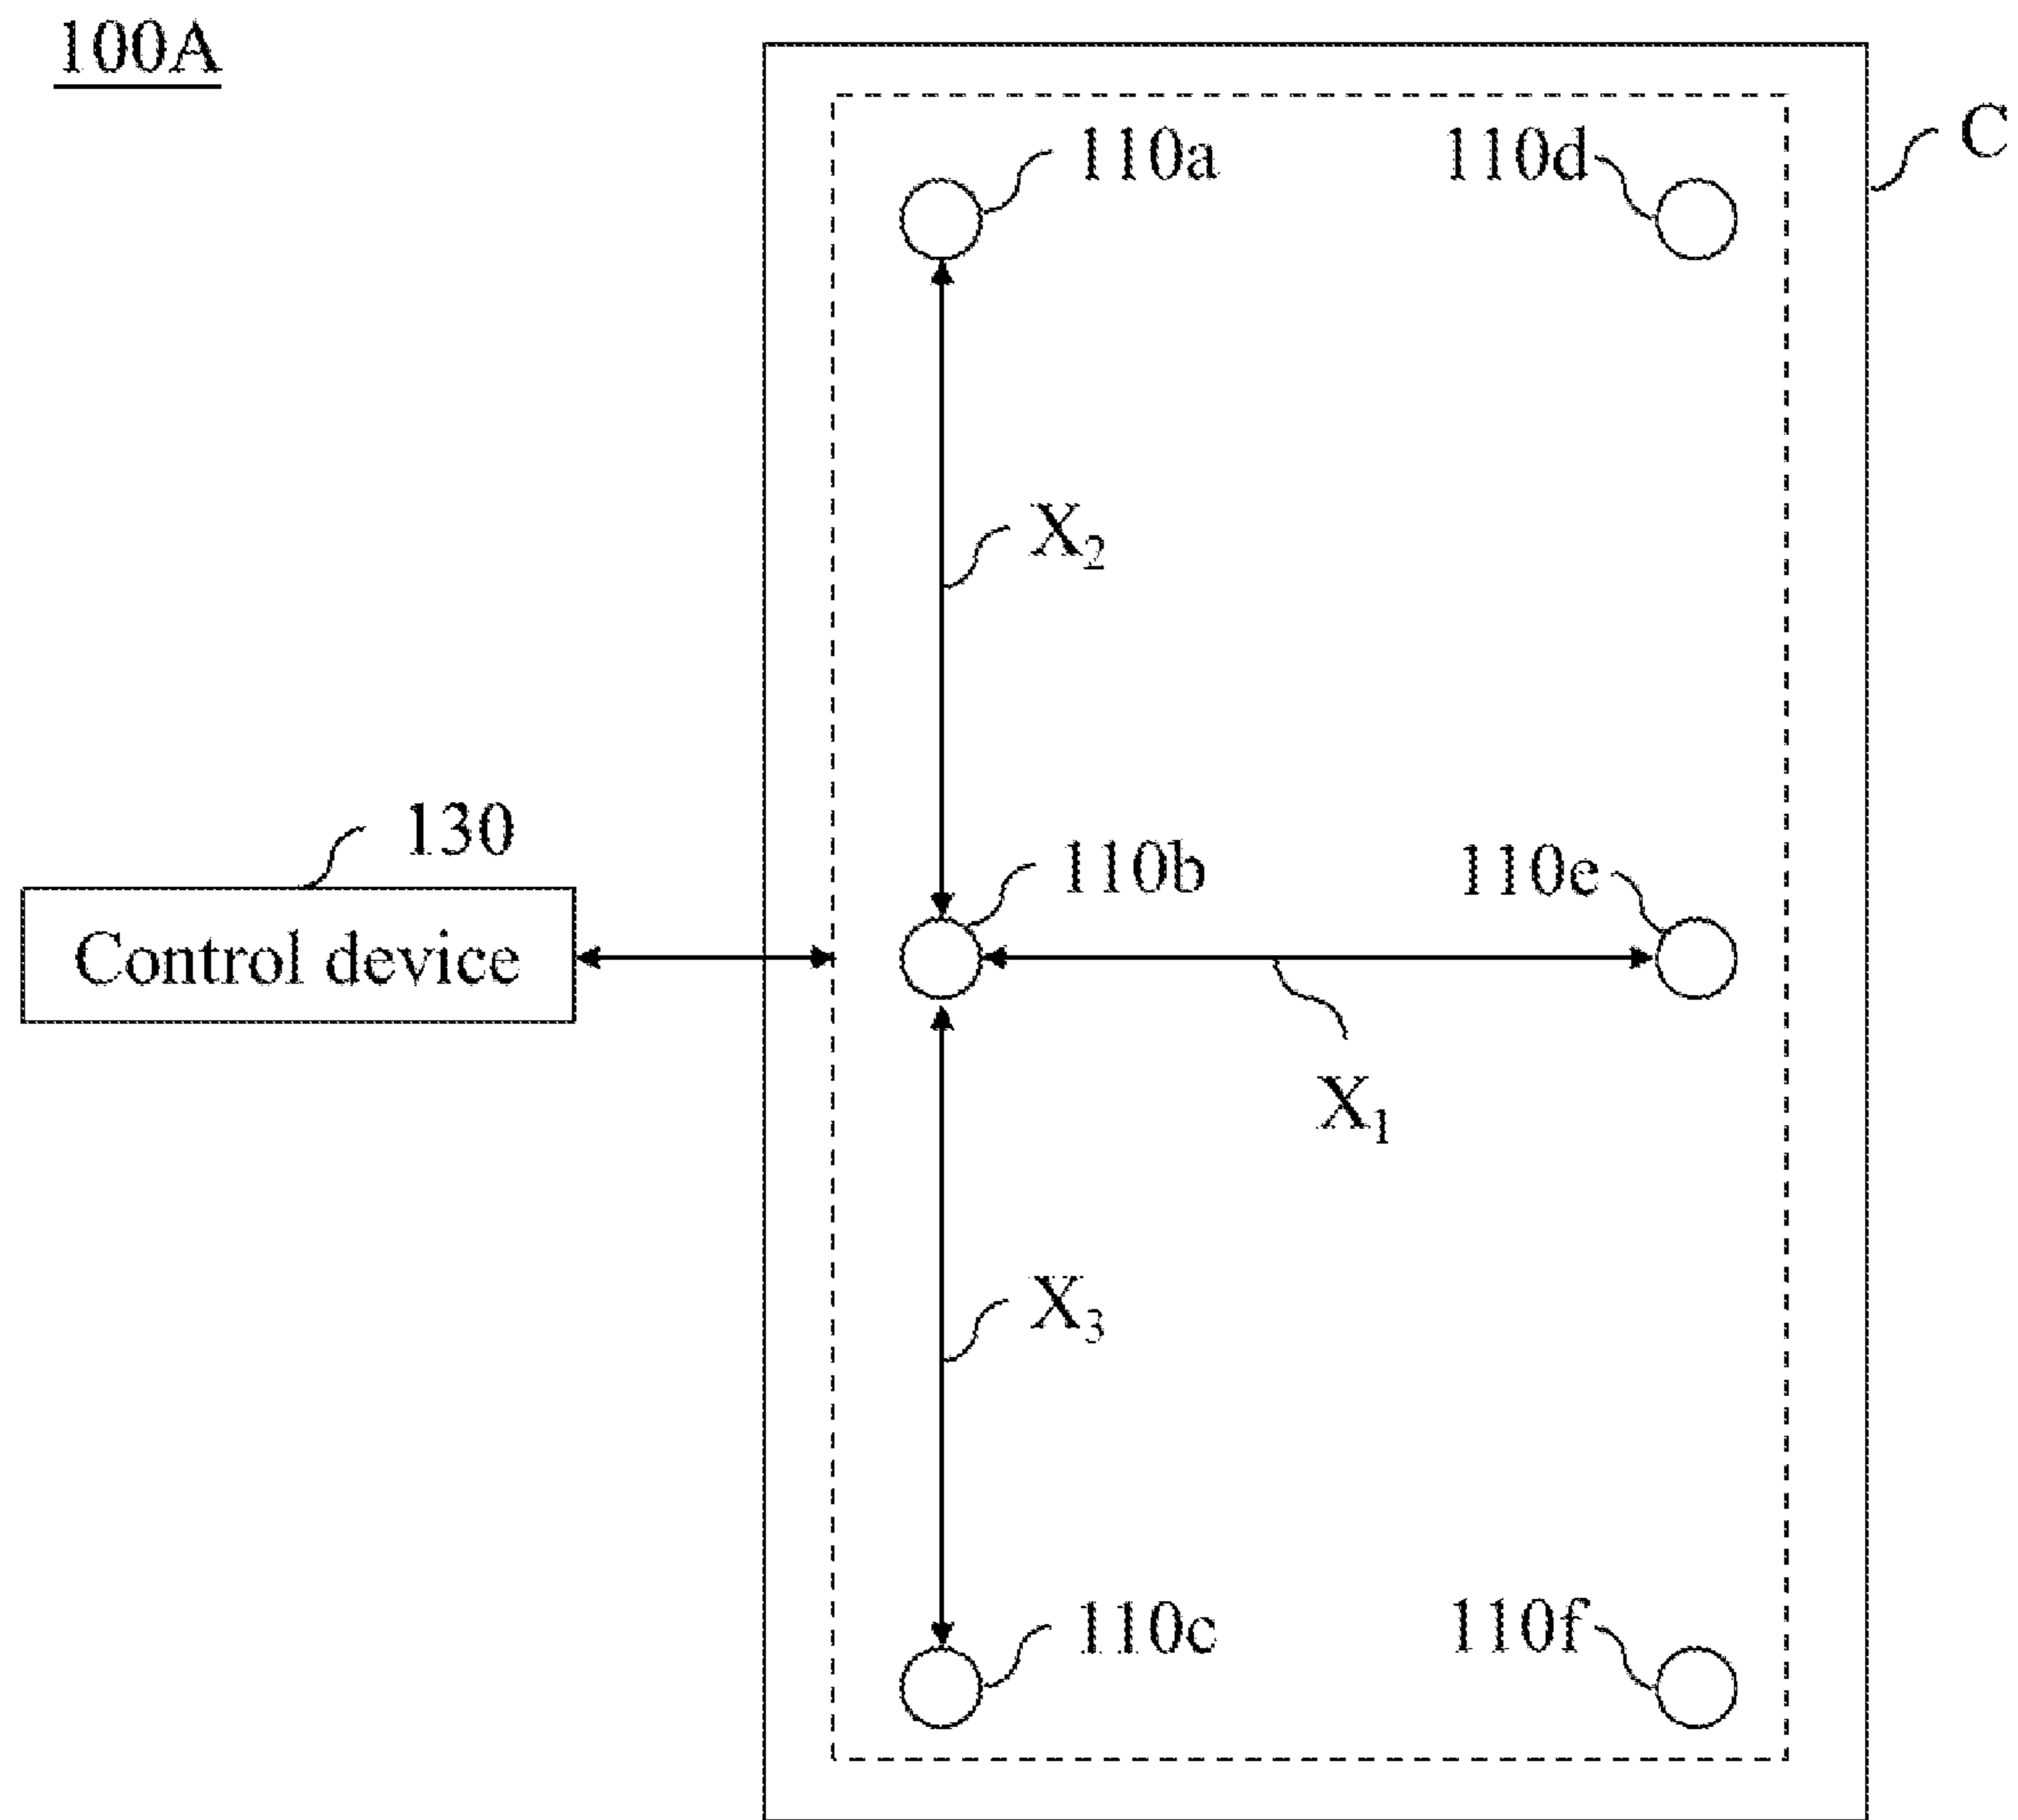 100A
C
110a 110d
X₂
130
110b 110e
Control device
X₁
X₃
110c 110f